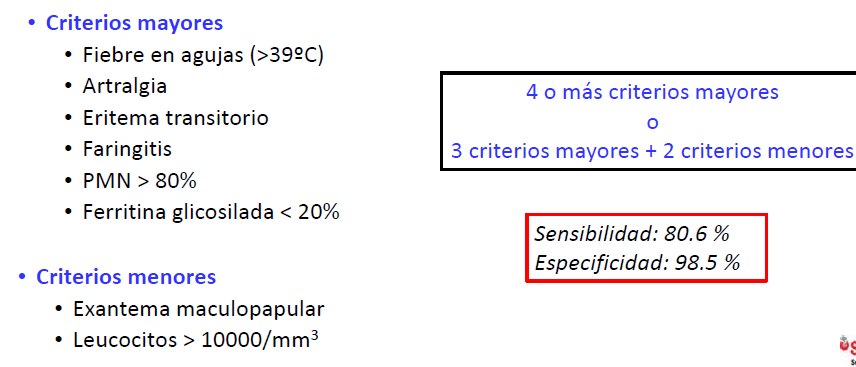 • Criterios mayores
• Fiebre en agujas (>39ºC)
• Artralgia
• Eritema transitorio
• Faringitis
• PMN > 80%
• Ferritina glicosilada < 20%
• Criterios menores
• Exantema maculopapular
• Leucocitos > 10000/mm³
4 o más criterios mayores
o
3 criterios mayores + 2 criterios menores
Sensibilidad: 80.6 %
Especificidad: 98.5 %